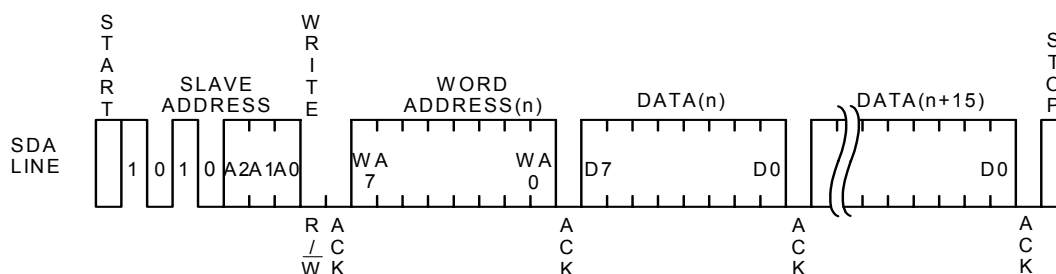 START
WRITE
STOP
SLAVE ADDRESS
WORD ADDRESS(n)
DATA(n)
DATA(n+15)
SDA LINE
1 0 1 0 A2 A1 A0
WA 7
WA 0
D7
D0
D0
R/W
ACK
ACK
ACK
ACK